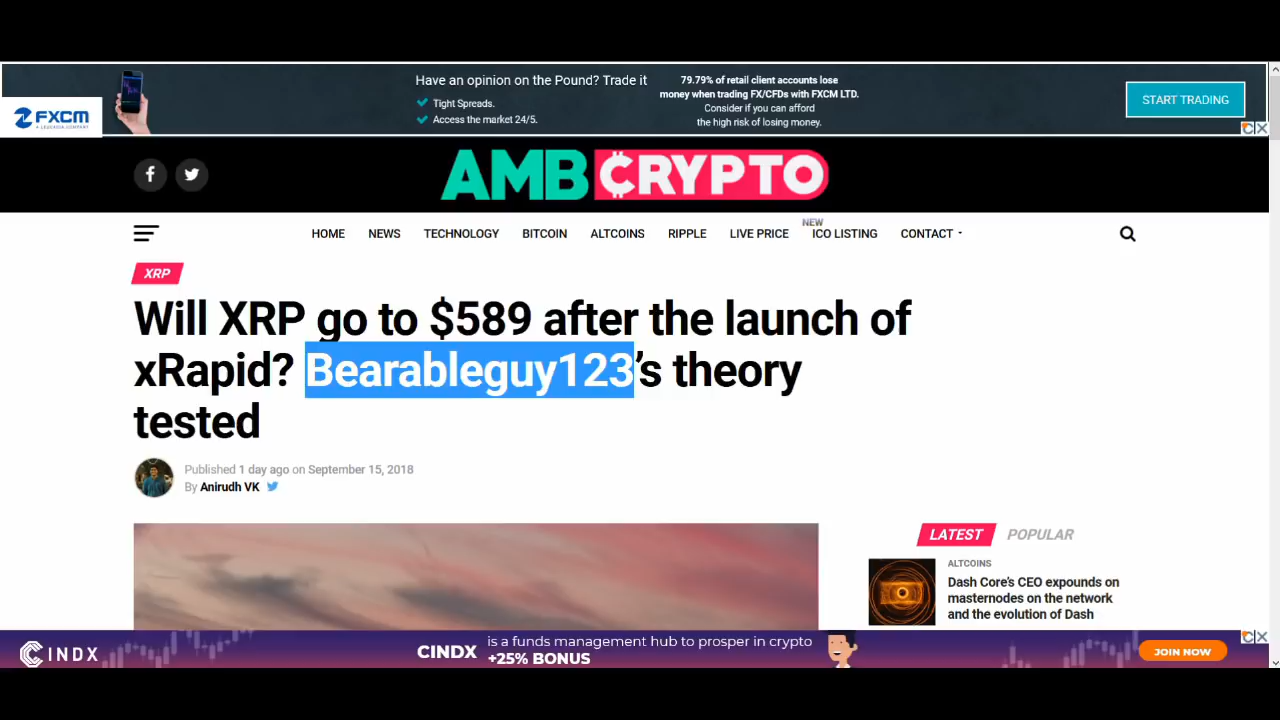 Have an opinion on the Pound? Trade it
Tight Spreads.
Access the market 24/5.
79.79% of retail client accounts lose
money when trading FX/CFDs with FXCM LTD.
Consider if you can afford
the high risk of losing money.
START TRADING
FXCM
AMBCRYPTO
HOME
NEWS
TECHNOLOGY
BITCOIN
ALTCOINS
RIPPLE
LIVE PRICE
NEW
ICO LISTING
CONTACT
XRP
Will XRP go to $589 after the launch of
xRapid? Bearableguy123's theory
tested
Published 1 day ago on September 15, 2018
By Anirudh VK
LATEST
POPULAR
ALTCOINS
Dash Core's CEO expounds on
masternodes on the network
and the evolution of Dash
CINDX
CINDX is a funds management hub to prosper in crypto
+25% BONUS
JOIN NOW